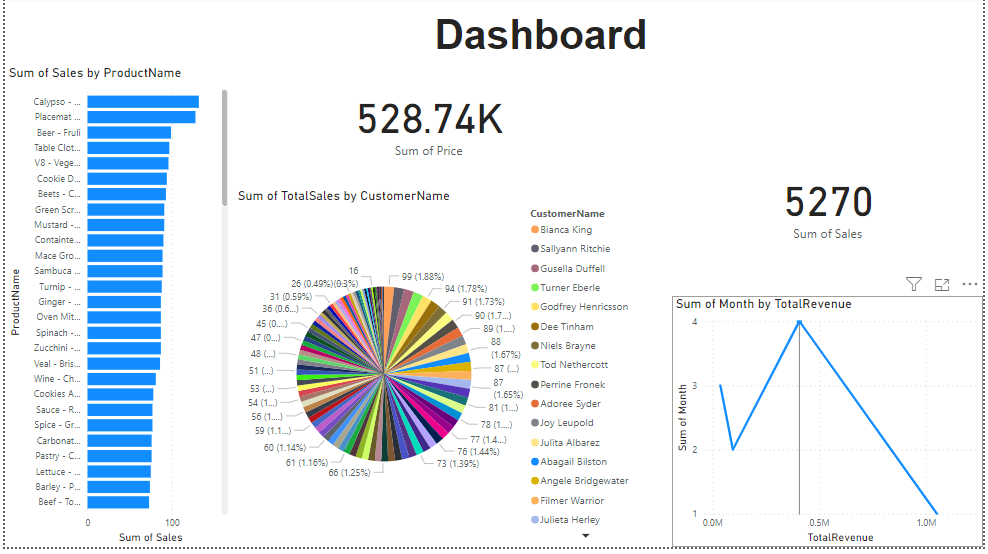 Dashboard
Sum of Sales by ProductName
ProductName
Calypso - ...
Placemat ...
Beer - Fruli
Table Clot...
V8 - Vege...
Cookie D...
Beets - C...
Green Scr...
Mustard - ...
Containte...
Mace Gro...
Sambuca ...
Turnip - ...
Ginger - ...
Oven Mit...
Spinach - ...
Zucchini - ...
Veal - Bris...
Wine - Ch...
Cookies A...
Sauce - R...
Spice - Gr...
Carbonat...
Pastry - C...
Lettuce - ...
Barley - P...
Beef - To...
0 100
Sum of Sales
528.74K
Sum of Price
Sum of TotalSales by CustomerName
99 (1.88%)
94 (1.78%)
91 (1.73%)
90 (1.7...)
89 (1....)
88
(1.67%)
87 (...)
87
(1.65%)
81 (1...)
78 (1....)
77 (1.4...)
76 (1.44%)
73 (1.39%)
66 (1.25%)
61 (1.16%)
60 (1.14%)
59 (1.1...)
56 (1....)
54 (1...)
53 (...)
51 (...)
48 (...)
47 (0...)
45 (0....)
36 (0.6...)
31 (0.59%)
26 (0.49%)
16
(0.3%)
CustomerName
Bianca King
Sallyann Ritchie
Gusella Duffell
Turner Eberle
Godfrey Henricsson
Dee Tinham
Niels Brayne
Tod Nethercott
Perrine Fronek
Adoree Syder
Joy Leupold
Julita Albarez
Abagail Bilston
Angele Bridgewater
Filmer Warrior
Julieta Herley
5270
Sum of Sales
Sum of Month by TotalRevenue
Sum of Month
4
3
2
1
0.0M 0.5M 1.0M
TotalRevenue